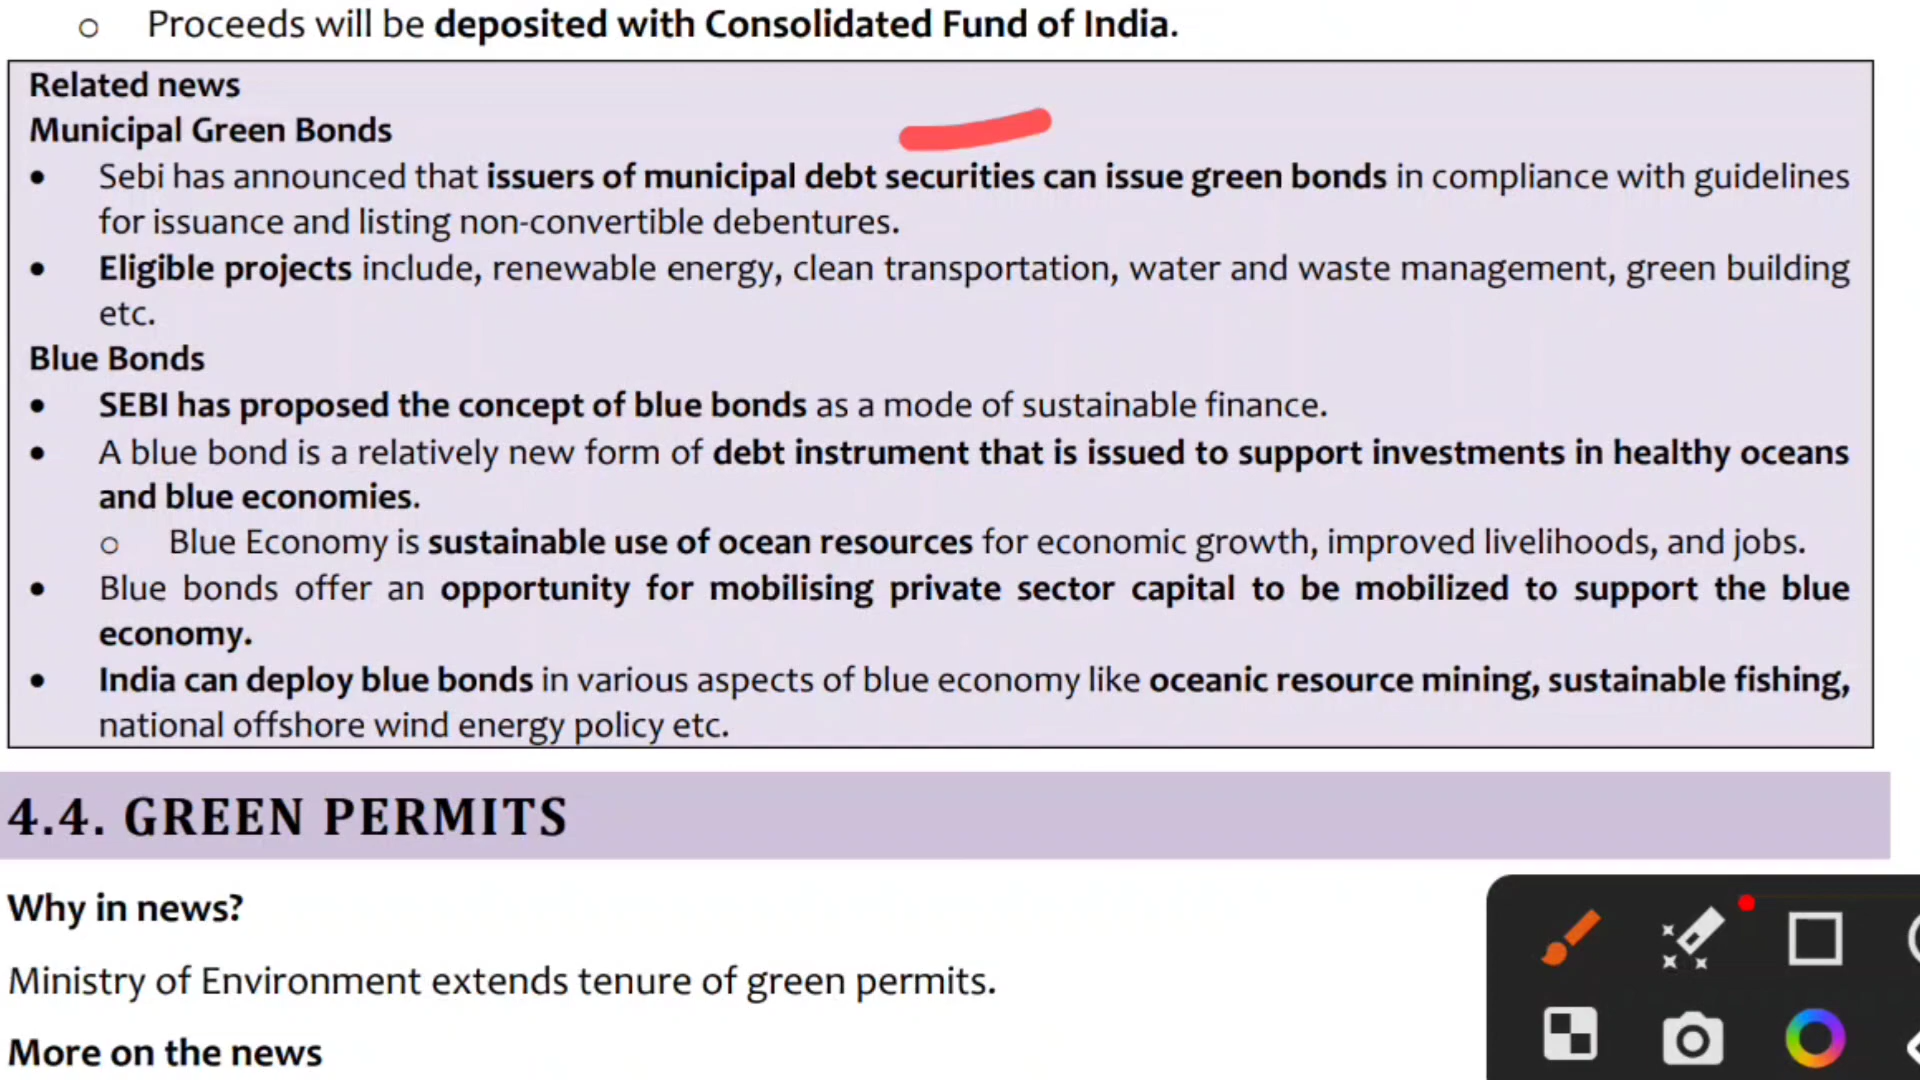 o Proceeds will be deposited with Consolidated Fund of India.
Related news
Municipal Green Bonds
• Sebi has announced that issuers of municipal debt securities can issue green bonds in compliance with guidelines
for issuance and listing non-convertible debentures.
• Eligible projects include, renewable energy, clean transportation, water and waste management, green building
etc.
Blue Bonds
• SEBI has proposed the concept of blue bonds as a mode of sustainable finance.
• A blue bond is a relatively new form of debt instrument that is issued to support investments in healthy oceans
and blue economies.
o Blue Economy is sustainable use of ocean resources for economic growth, improved livelihoods, and jobs.
• Blue bonds offer an opportunity for mobilising private sector capital to be mobilized to support the blue
economy.
• India can deploy blue bonds in various aspects of blue economy like oceanic resource mining, sustainable fishing,
national offshore wind energy policy etc.
4.4. GREEN PERMITS
Why in news?
Ministry of Environment extends tenure of green permits.
More on the news